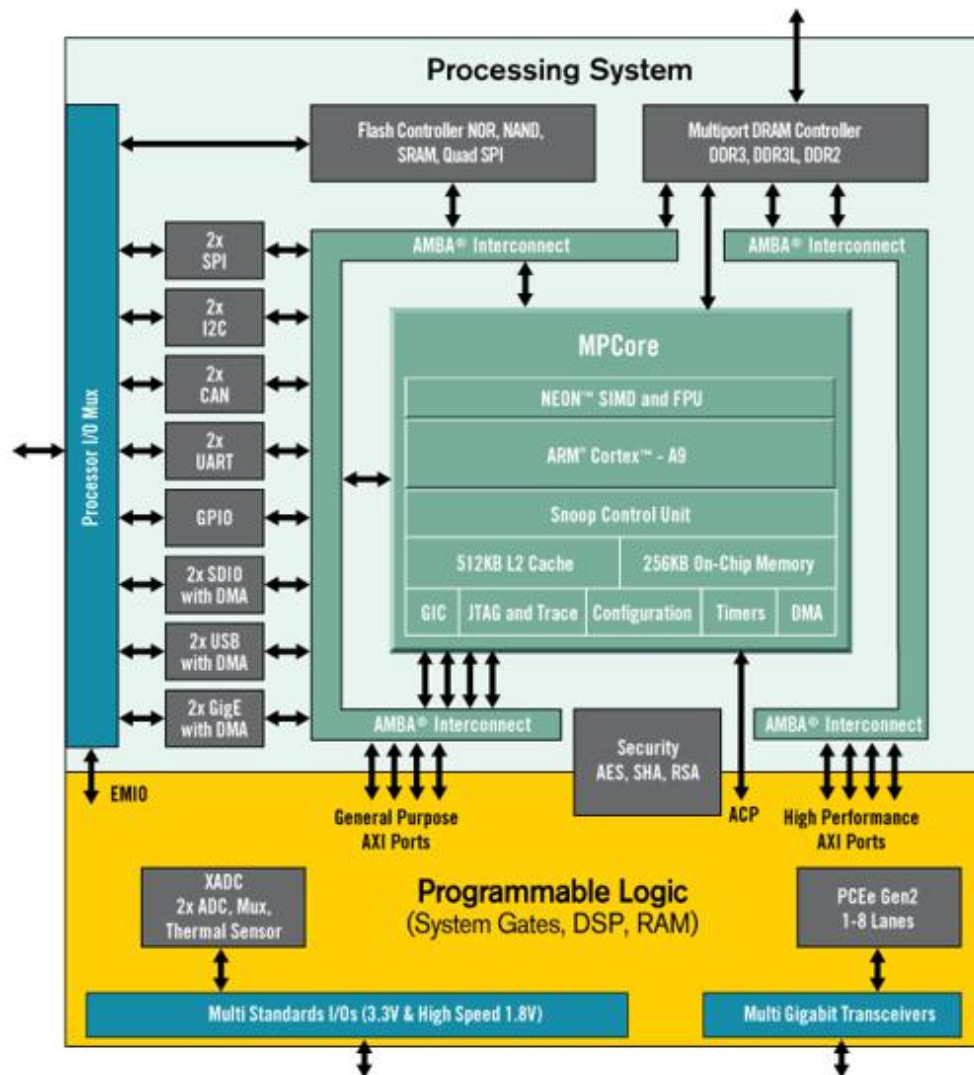 Processing System
Flash Controller NOR, NAND,
SRAM, Quad SPI
Multiport DRAM Controller
DDR3, DDR3L, DDR2
Processor I/O Mux
2x
SPI
2x
I2C
2x
CAN
2x
UART
GPIO
2x SDIO
with DMA
2x USB
with DMA
2x GigE
with DMA
AMBA® Interconnect
AMBA® Interconnect
MPCore
NEON™ SIMD and FPU
ARM® Cortex™ - A9
Snoop Control Unit
512KB L2 Cache
256KB On-Chip Memory
GIC
JTAG and Trace
Configuration
Timers
DMA
AMBA® Interconnect
AMBA® Interconnect
Security
AES, SHA, RSA
EMIO
General Purpose
AXI Ports
ACP
High Performance
AXI Ports
XADC
2x ADC, Mux,
Thermal Sensor
Programmable Logic
(System Gates, DSP, RAM)
PCEe Gen2
1-8 Lanes
Multi Standards I/Os (3.3V & High Speed 1.8V)
Multi Gigabit Transceivers